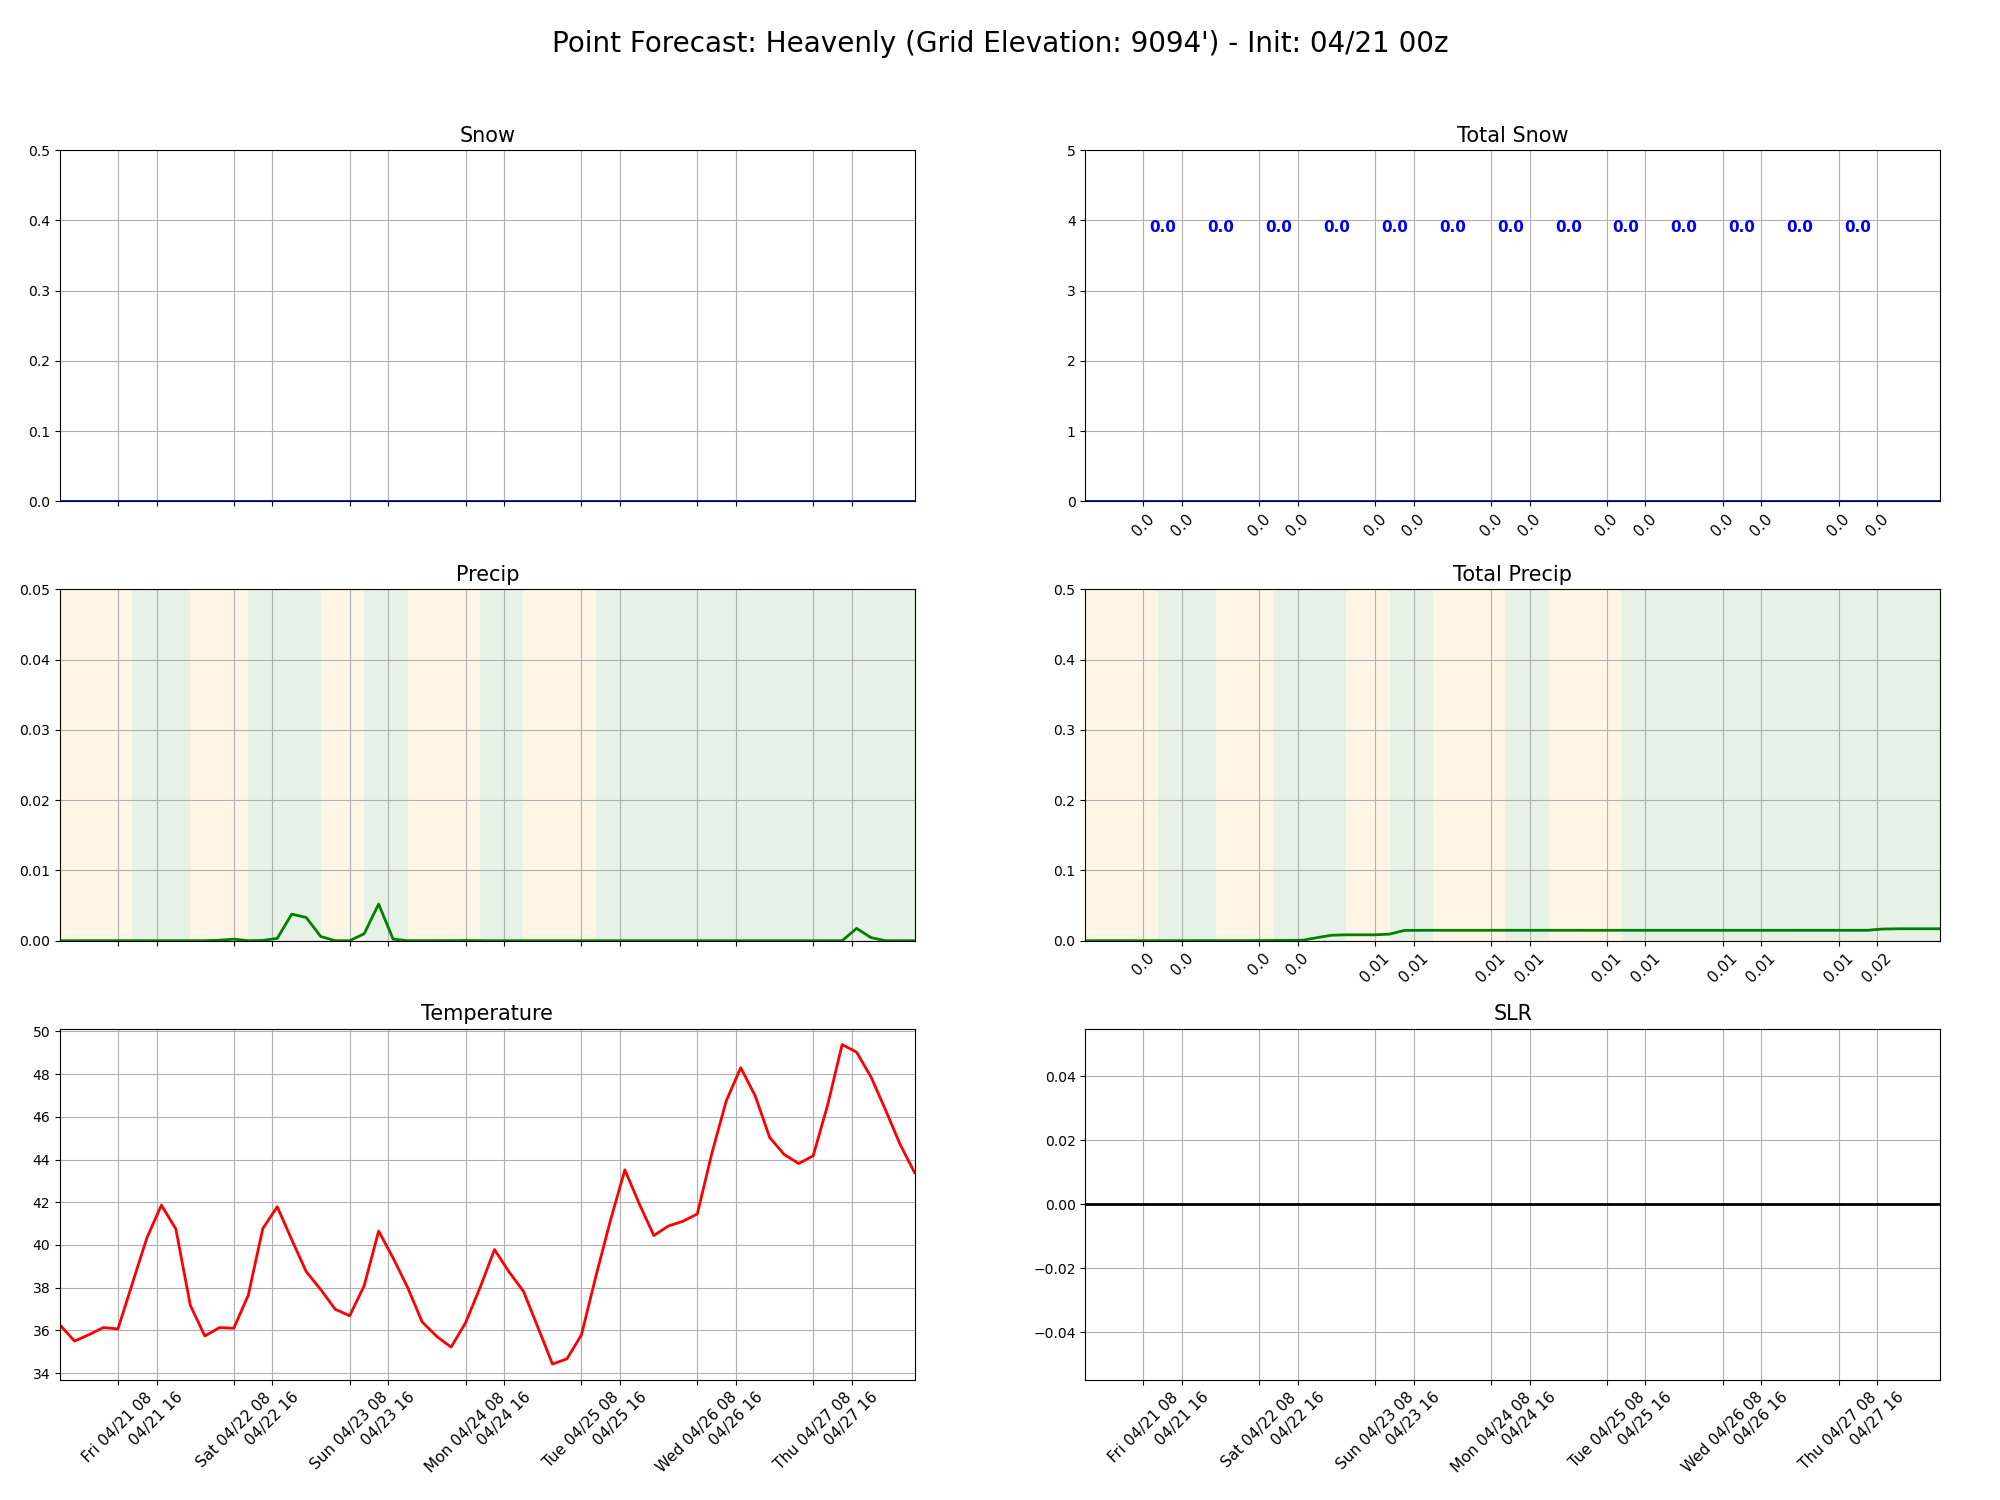 Point Forecast: Heavenly (Grid Elevation: 9094') - Init: 04/21 00z
Snow
0.5
0.4
0.3
0.2
0.1
0.0
Total Snow
5
4
3
2
1
0
0.0 0.0 0.0 0.0 0.0 0.0 0.0 0.0 0.0 0.0 0.0 0.0 0.0
0.0 0.0 0.0 0.0 0.0 0.0 0.0 0.0 0.0 0.0 0.0 0.0 0.0 0.0
Precip
0.05
0.04
0.03
0.02
0.01
0.00
Total Precip
0.5
0.4
0.3
0.2
0.1
0.0
0.0 0.0 0.0 0.0 0.01 0.01 0.01 0.01 0.01 0.01 0.01 0.01 0.01 0.02
Temperature
50
48
46
44
42
40
38
36
34
Fri 04/21 08
04/21 16
Sat 04/22 08
04/22 16
Sun 04/23 08
04/23 16
Mon 04/24 08
04/24 16
Tue 04/25 08
04/25 16
Wed 04/26 08
04/26 16
Thu 04/27 08
04/27 16
SLR
0.04
0.02
0.00
−0.02
−0.04
Fri 04/21 08
04/21 16
Sat 04/22 08
04/22 16
Sun 04/23 08
04/23 16
Mon 04/24 08
04/24 16
Tue 04/25 08
04/25 16
Wed 04/26 08
04/26 16
Thu 04/27 08
04/27 16